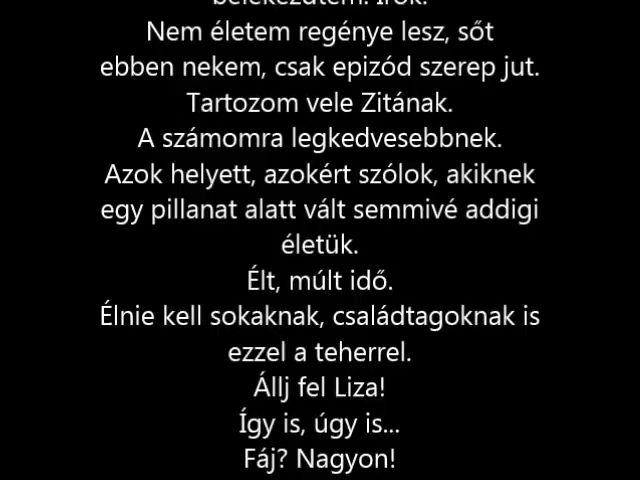 belekezdtem. Írok.
Nem életem regénye lesz, sőt
ebben nekem, csak epizód szerep jut.
Tartozom vele Zitának.
A számomra legkedvesebbnek.
Azok helyett, azokért szólok, akiknek
egy pillanat alatt vált semmivé addigi
életük.
Élt, múlt idő.
Élnie kell sokaknak, családtagoknak is
ezzel a teherrel.
Állj fel Liza!
Így is, úgy is...
Fáj? Nagyon!